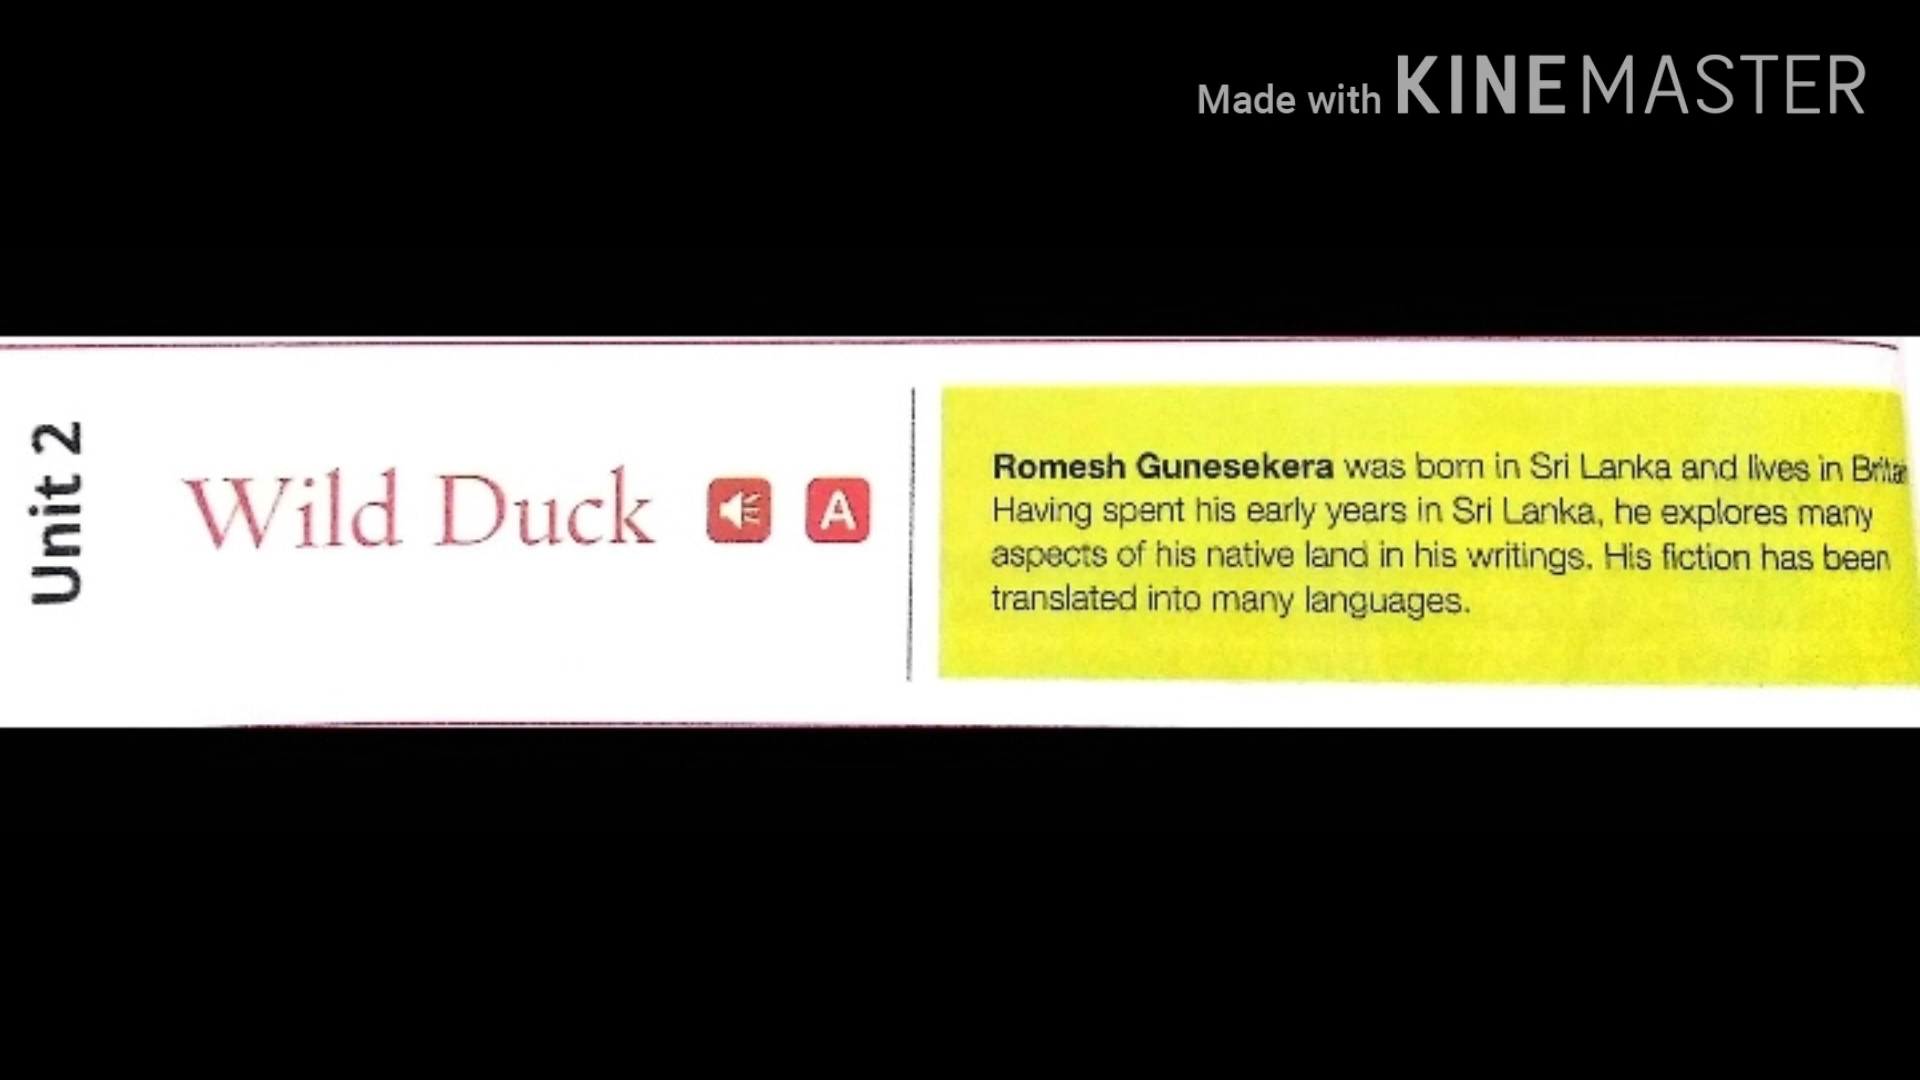 Made with KINEMASTER
Unit 2
Wild Duck
A
Romesh Gunesekera was born in Sri Lanka and lives in
Having spent his early years in Sri Lanka, he explores many
aspects of his native land in his writings. His fiction has been
translated into many languages.